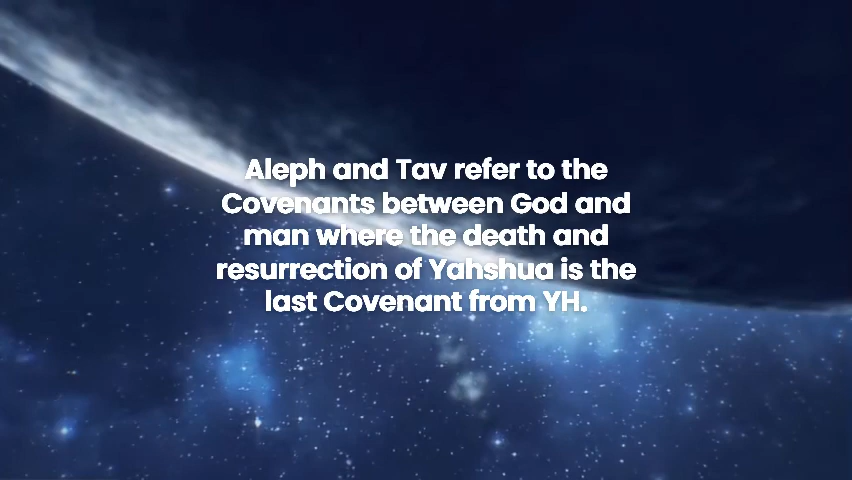 Aleph and Tav refer to the
Covenants between God and
man where the death and
resurrection of Yahshua is the
last Covenant from YH.